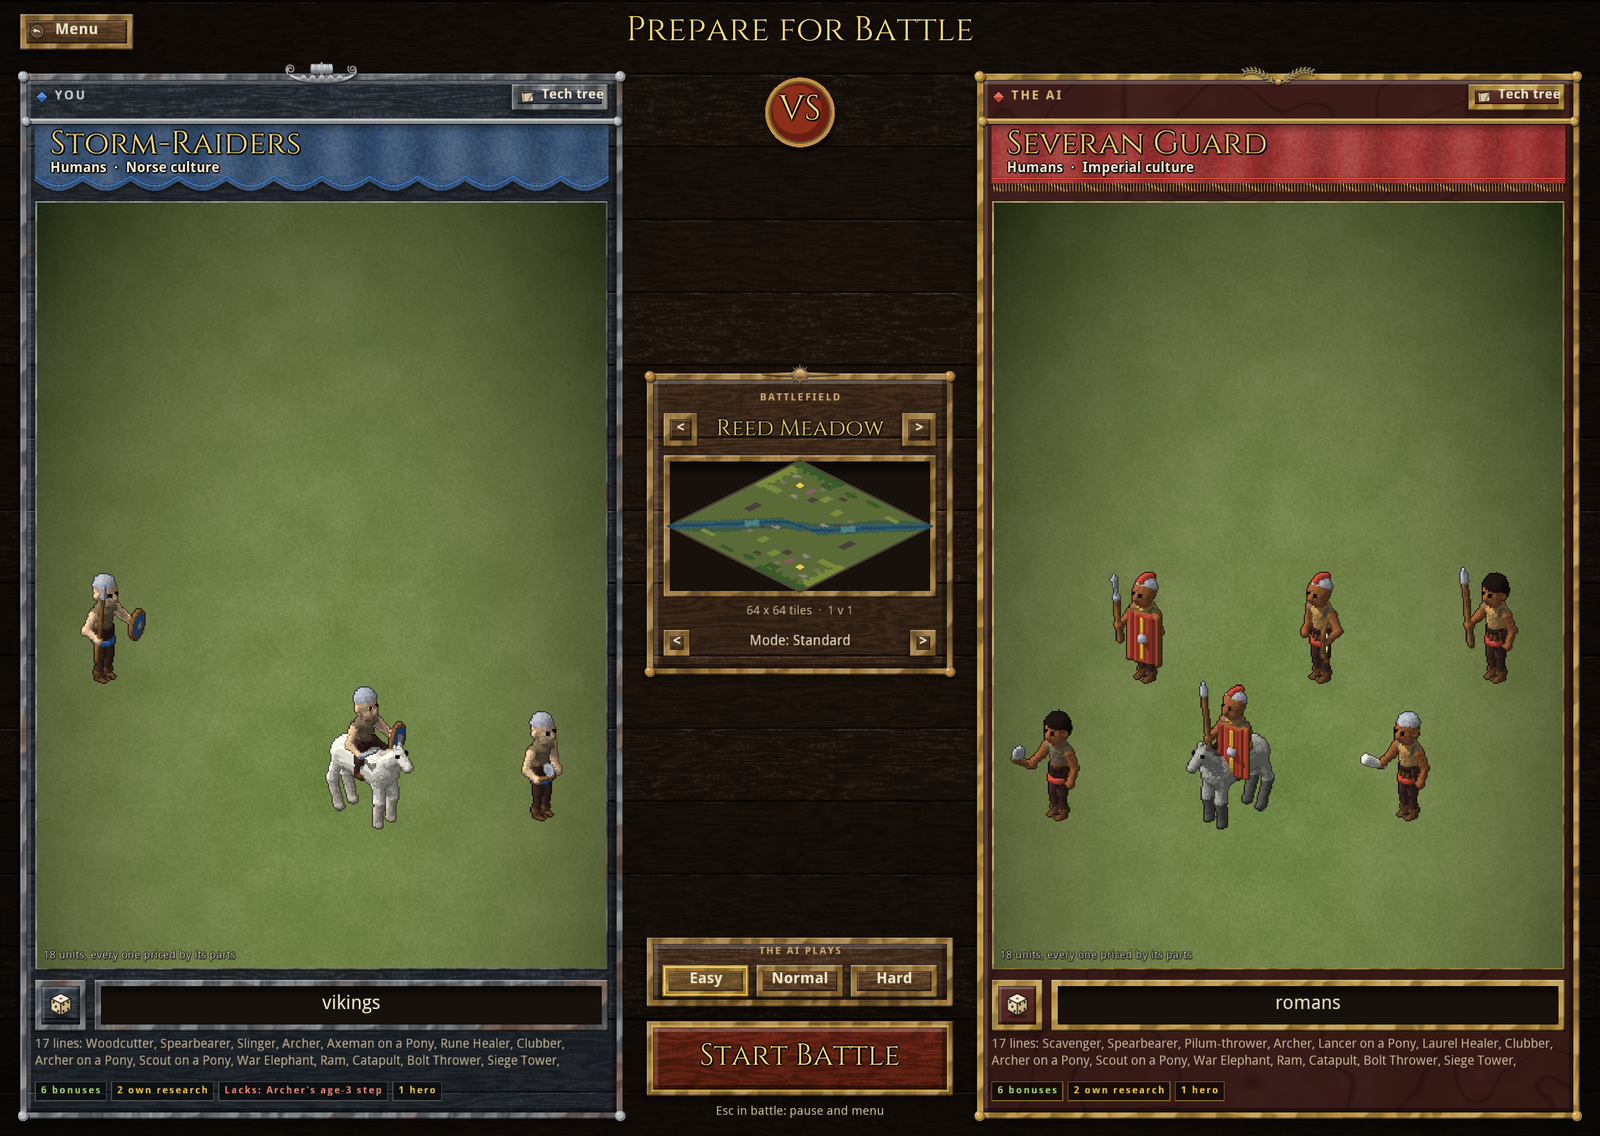 Menu
Prepare for Battle
YOU
Tech tree
Storm-Raiders
Humans · Norse culture
18 units, every one priced by its parts
vikings
17 lines: Woodcutter, Spearbearer, Slinger, Archer, Axeman on a Pony, Rune Healer, Clubber,
Archer on a Pony, Scout on a Pony, War Elephant, Ram, Catapult, Bolt Thrower, Siege Tower,
6 bonuses
2 own research
Lacks: Archer's age-3 step
1 hero
VS
BATTLEFIELD
<
Reed Meadow
>
64 x 64 tiles · 1 v 1
<
Mode: Standard
>
THE AI PLAYS
Easy
Normal
Hard
Start Battle
Esc in battle: pause and menu
THE AI
Tech tree
Severan Guard
Humans · Imperial culture
18 units, every one priced by its parts
romans
17 lines: Scavenger, Spearbearer, Pilum-thrower, Archer, Lancer on a Pony, Laurel Healer, Clubber,
Archer on a Pony, Scout on a Pony, War Elephant, Ram, Catapult, Bolt Thrower, Siege Tower,
6 bonuses
2 own research
1 hero